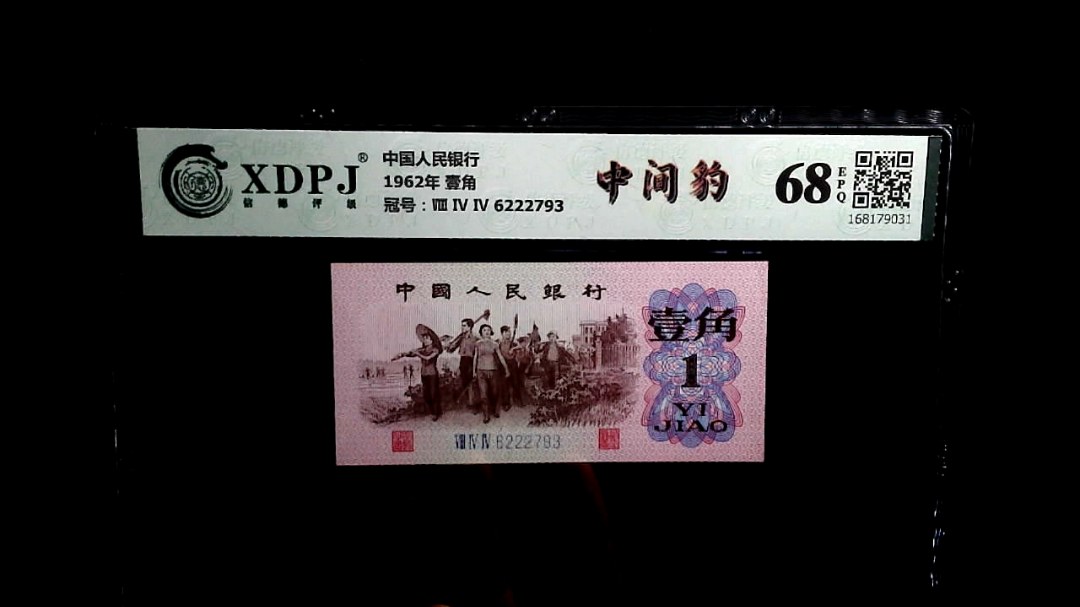 XDPJ®
信德评级
中国人民银行
1962年 壹角
冠号：Ⅷ Ⅳ Ⅳ 6222793
中间豹
68
EPQ
168179031
中國人民銀行
壹角
1
YI
JIAO
Ⅷ Ⅳ Ⅳ 6222793